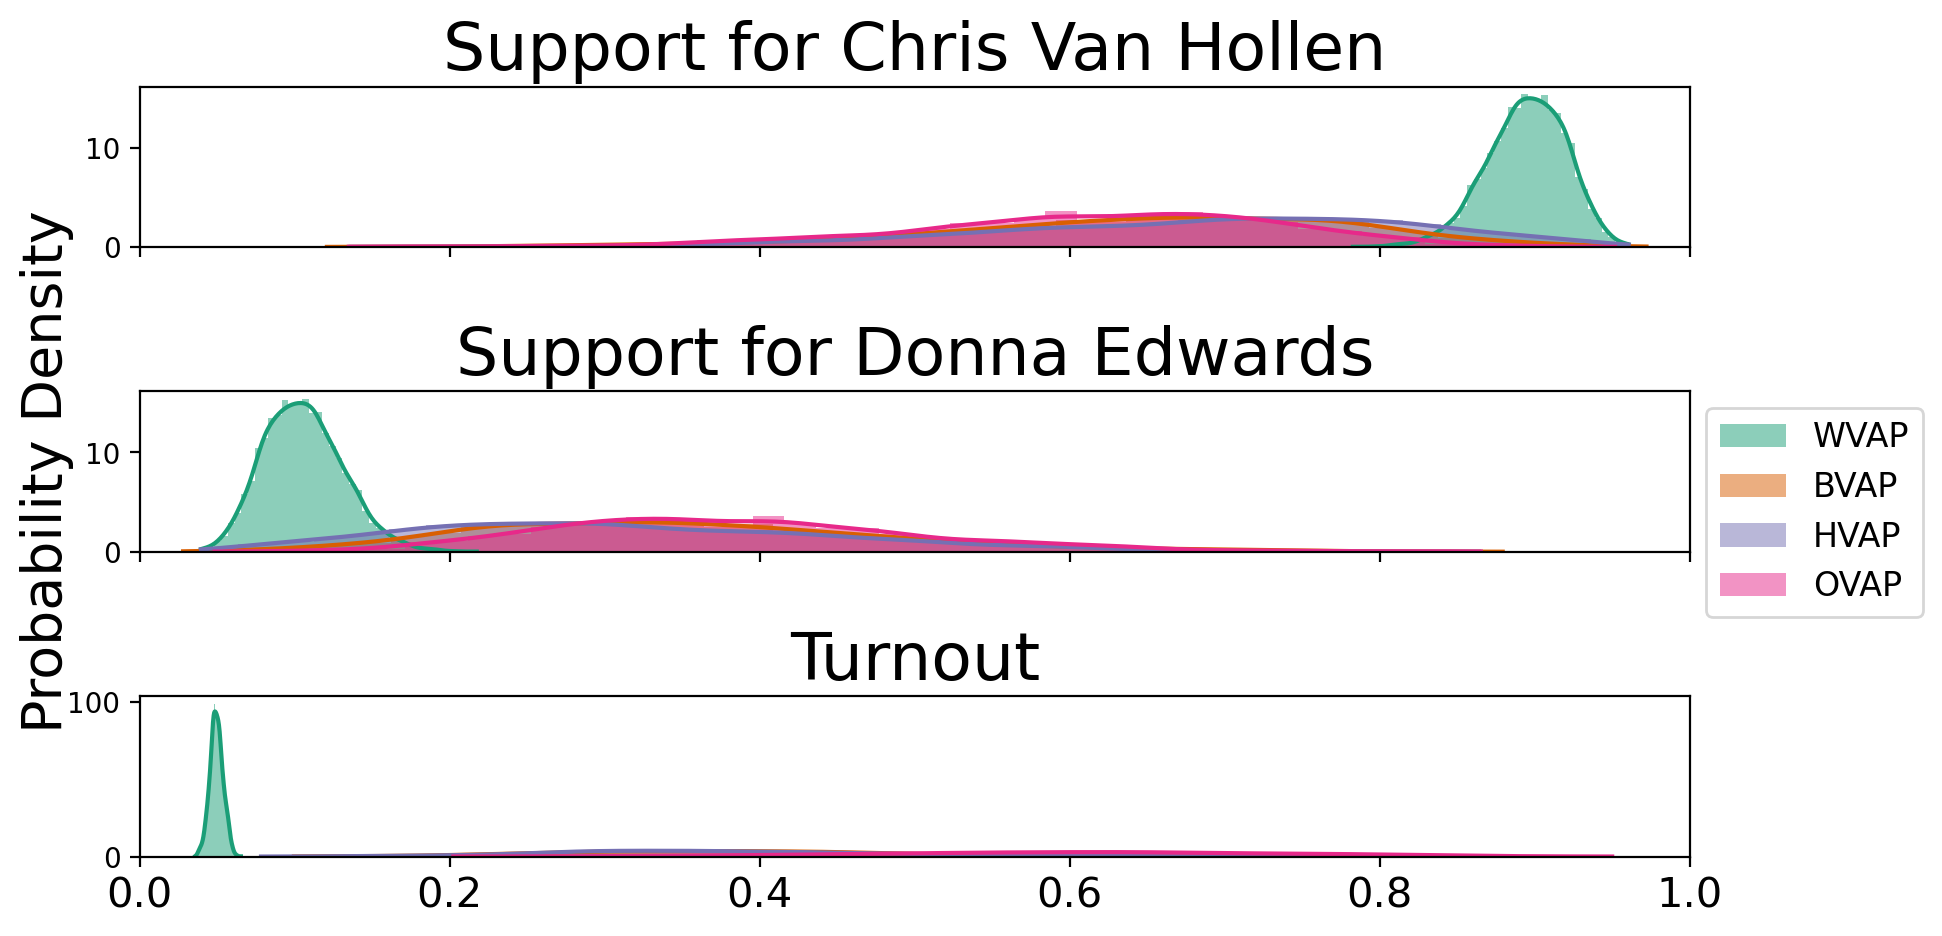 Support for Chris Van Hollen
10
0
Support for Donna Edwards
10
0
Turnout
100
0
0.0 0.2 0.4 0.6 0.8 1.0
Probability Density
WVAP
BVAP
HVAP
OVAP